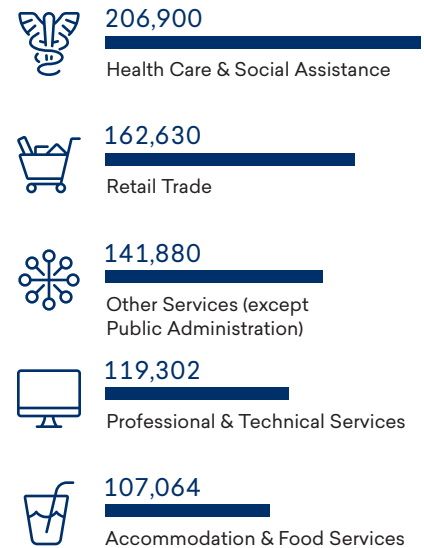 206,900
Health Care & Social Assistance
162,630
Retail Trade
141,880
Other Services (except
Public Administration)
119,302
Professional & Technical Services
107,064
Accommodation & Food Services